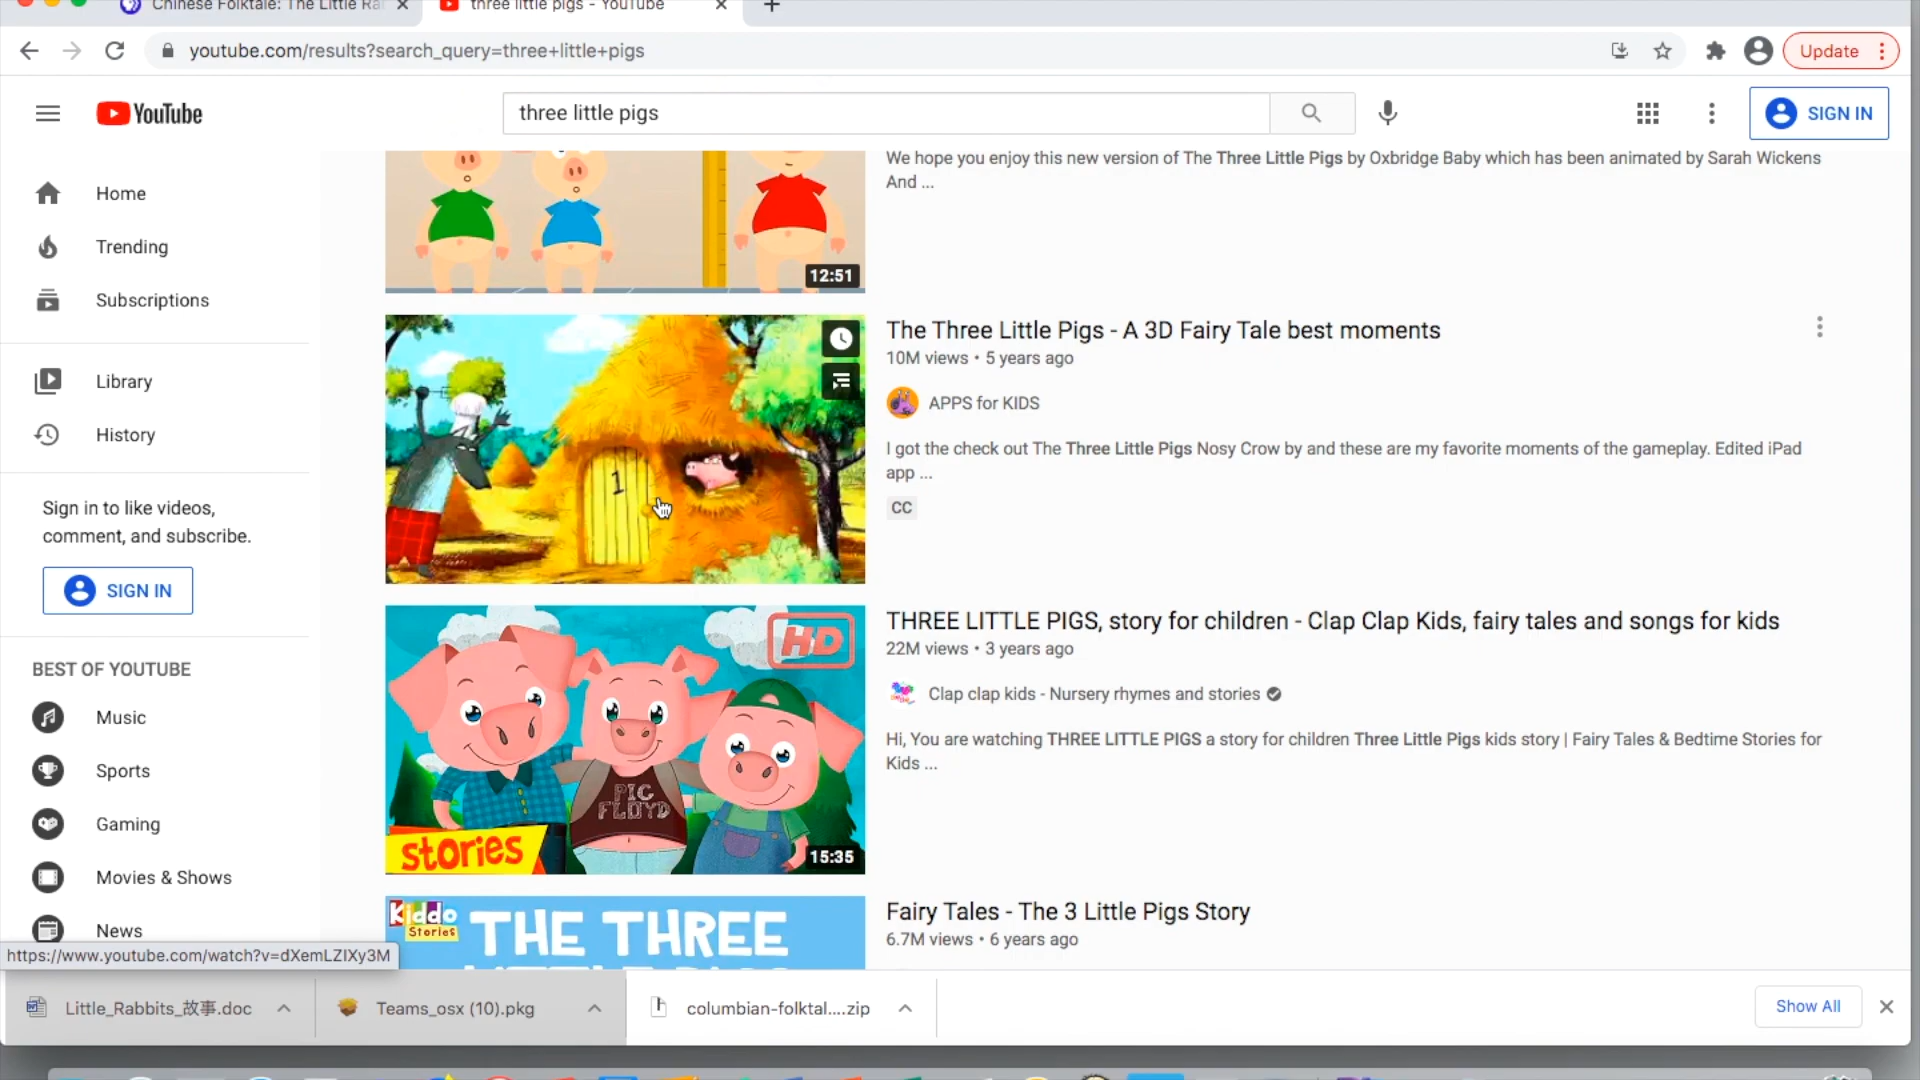 Chinese Folktale: The Little Ra
three little pigs - YouTube
youtube.com/results?search_query=three+little+pigs
Update
YouTube
three little pigs
SIGN IN
Home
Trending
Subscriptions
Library
History
Sign in to like videos,
comment, and subscribe.
SIGN IN
BEST OF YOUTUBE
Music
Sports
Gaming
Movies & Shows
News
12:51
We hope you enjoy this new version of The Three Little Pigs by Oxbridge Baby which has been animated by Sarah Wickens
And ...
1
The Three Little Pigs - A 3D Fairy Tale best moments
10M views • 5 years ago
APPS for KIDS
I got the check out The Three Little Pigs Nosy Crow by and these are my favorite moments of the gameplay. Edited iPad
app ...
CC
HD
PIG
FLOYD
stories
15:35
THREE LITTLE PIGS, story for children - Clap Clap Kids, fairy tales and songs for kids
22M views • 3 years ago
Clap clap kids - Nursery rhymes and stories
Hi, You are watching THREE LITTLE PIGS a story for children Three Little Pigs kids story | Fairy Tales & Bedtime Stories for
Kids ...
Kiddo
Stories
THE THREE
Fairy Tales - The 3 Little Pigs Story
6.7M views • 6 years ago
https://www.youtube.com/watch?v=dXemLZIXy3M
Little_Rabbits_故事.doc
Teams_osx (10).pkg
columbian-folktal....zip
Show All